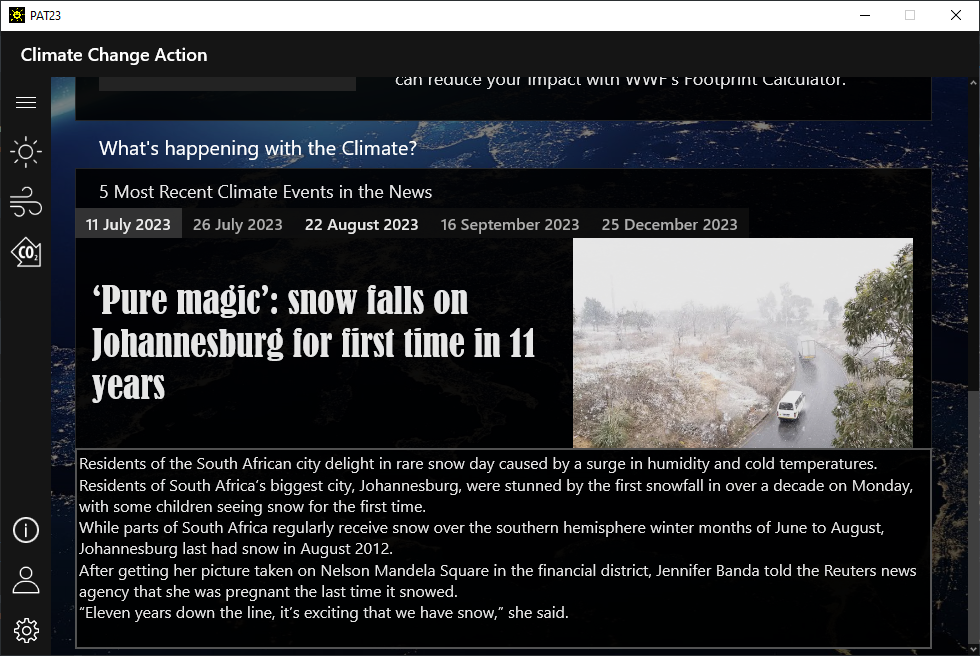 PAT23
Climate Change Action
can reduce your impact with WWF's Footprint Calculator.
What's happening with the Climate?
5 Most Recent Climate Events in the News
11 July 2023 26 July 2023 22 August 2023 16 September 2023 25 December 2023
‘Pure magic’: snow falls on
Johannesburg for first time in 11
years
Residents of the South African city delight in rare snow day caused by a surge in humidity and cold temperatures.
Residents of South Africa’s biggest city, Johannesburg, were stunned by the first snowfall in over a decade on Monday,
with some children seeing snow for the first time.
While parts of South Africa regularly receive snow over the southern hemisphere winter months of June to August,
Johannesburg last had snow in August 2012.
After getting her picture taken on Nelson Mandela Square in the financial district, Jennifer Banda told the Reuters news
agency that she was pregnant the last time it snowed.
“Eleven years down the line, it’s exciting that we have snow,” she said.
CO2